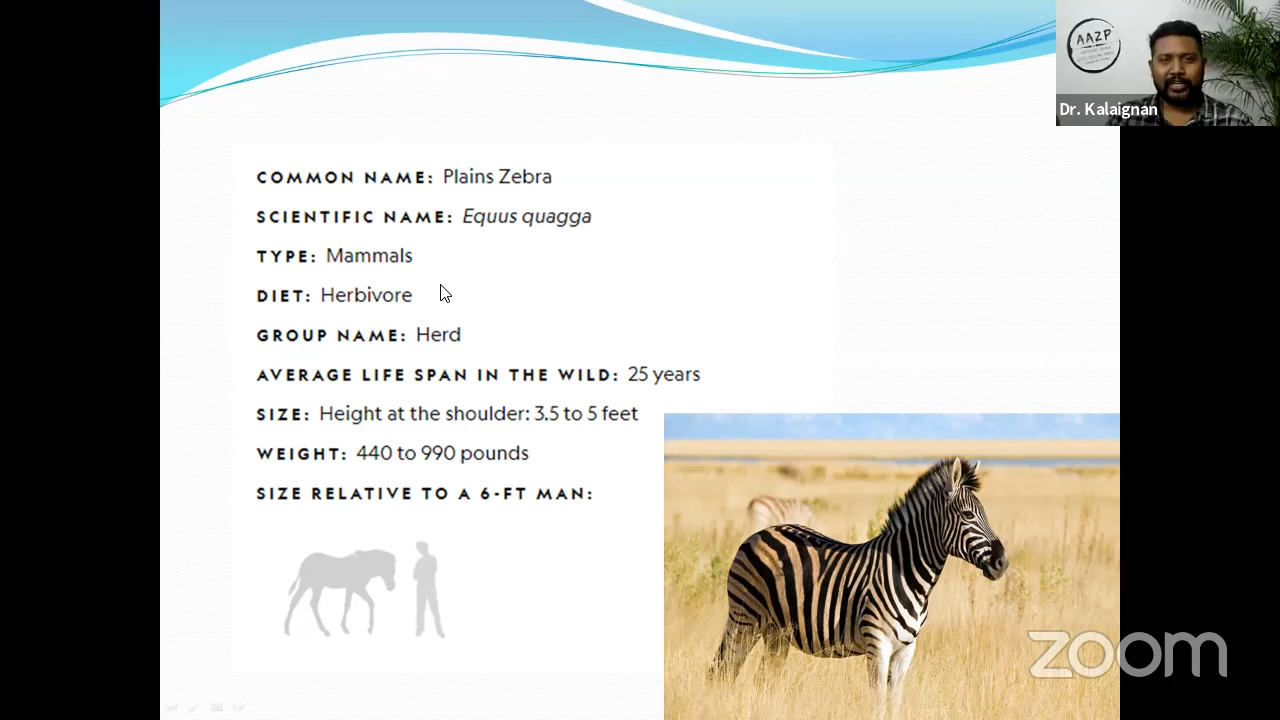 AAZP
Dr. Kalaignan
COMMON NAME: Plains Zebra
SCIENTIFIC NAME: Equus quagga
TYPE: Mammals
DIET: Herbivore
GROUP NAME: Herd
AVERAGE LIFE SPAN IN THE WILD: 25 years
SIZE: Height at the shoulder: 3.5 to 5 feet
WEIGHT: 440 to 990 pounds
SIZE RELATIVE TO A 6-FT MAN:
zoom